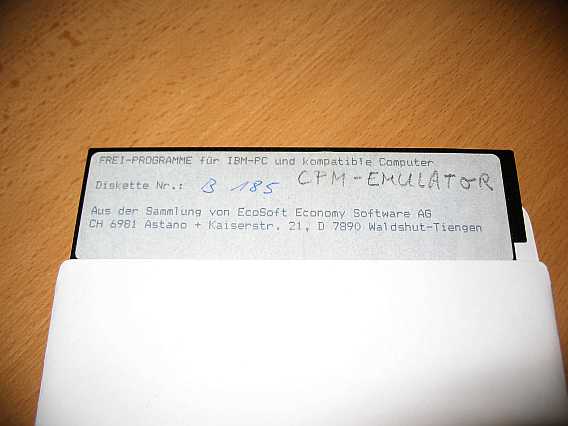 FREI-PROGRAMME für IBM-PC und kompatible Computer
Diskette Nr.: B 185 CPM-EMULATOR
Aus der Sammlung von EcoSoft Economy Software AG
CH 6981 Astano + Kaiserstr. 21, D 7890 Waldshut-Tiengen